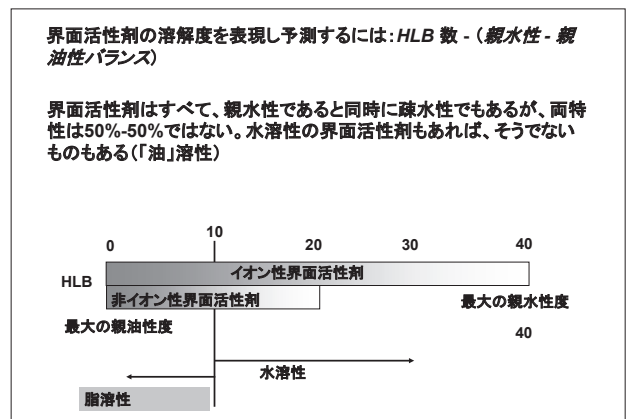 界面活性剤の溶解度を表現し予測するには：HLB 数 - (親水性 - 親
油性バランス)
界面活性剤はすべて、親水性であると同時に疎水性でもあるが、両特
性は50%-50%ではない。水溶性の界面活性剤もあれば、そうでない
ものもある(「油」溶性)
0 10 20 30 40
HLB イオン性界面活性剤
非イオン性界面活性剤 最大の親水性度
最大の親油性度 40
水溶性
脂溶性